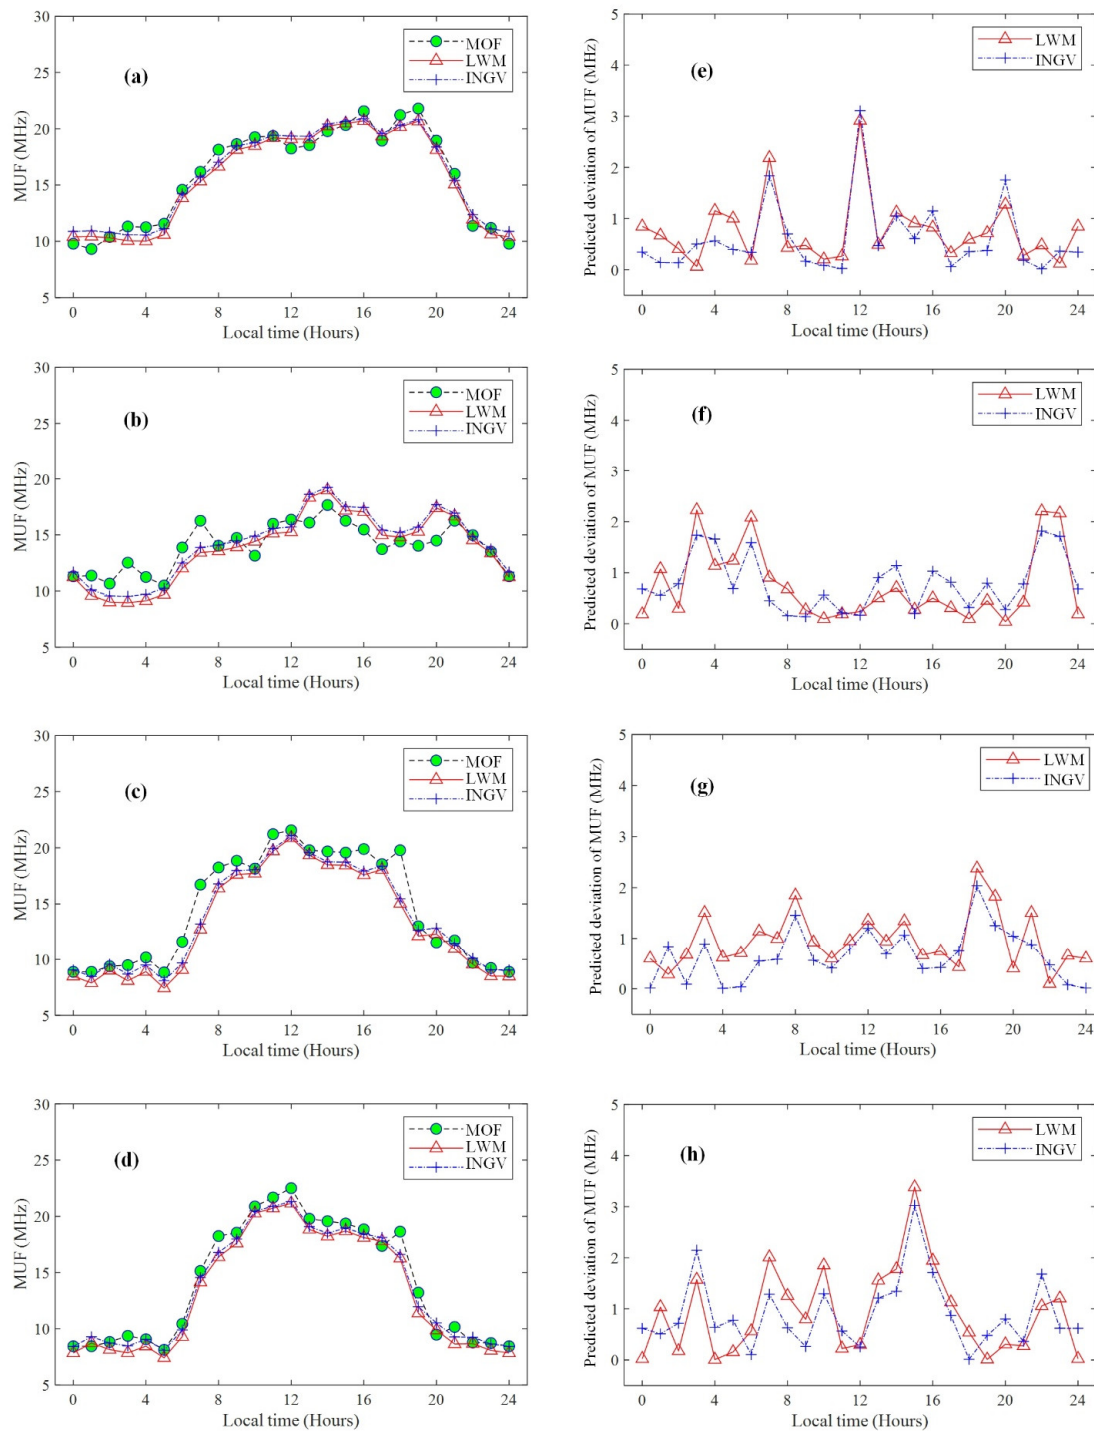 30
25
20
15
10
5
MUF (MHz)
(a)
MOF
LWM
INGV
0 4 8 12 16 20 24
Local time (Hours)
5
4
3
2
1
0
Predicted deviation of MUF (MHz)
(e)
LWM
INGV
0 4 8 12 16 20 24
Local time (Hours)
30
25
20
15
10
5
MUF (MHz)
(b)
MOF
LWM
INGV
0 4 8 12 16 20 24
Local time (Hours)
5
4
3
2
1
0
Predicted deviation of MUF (MHz)
(f)
LWM
INGV
0 4 8 12 16 20 24
Local time (Hours)
30
25
20
15
10
5
MUF (MHz)
(c)
MOF
LWM
INGV
0 4 8 12 16 20 24
Local time (Hours)
5
4
3
2
1
0
Predicted deviation of MUF (MHz)
(g)
LWM
INGV
0 4 8 12 16 20 24
Local time (Hours)
30
25
20
15
10
5
MUF (MHz)
(d)
MOF
LWM
INGV
0 4 8 12 16 20 24
Local time (Hours)
5
4
3
2
1
0
Predicted deviation of MUF (MHz)
(h)
LWM
INGV
0 4 8 12 16 20 24
Local time (Hours)